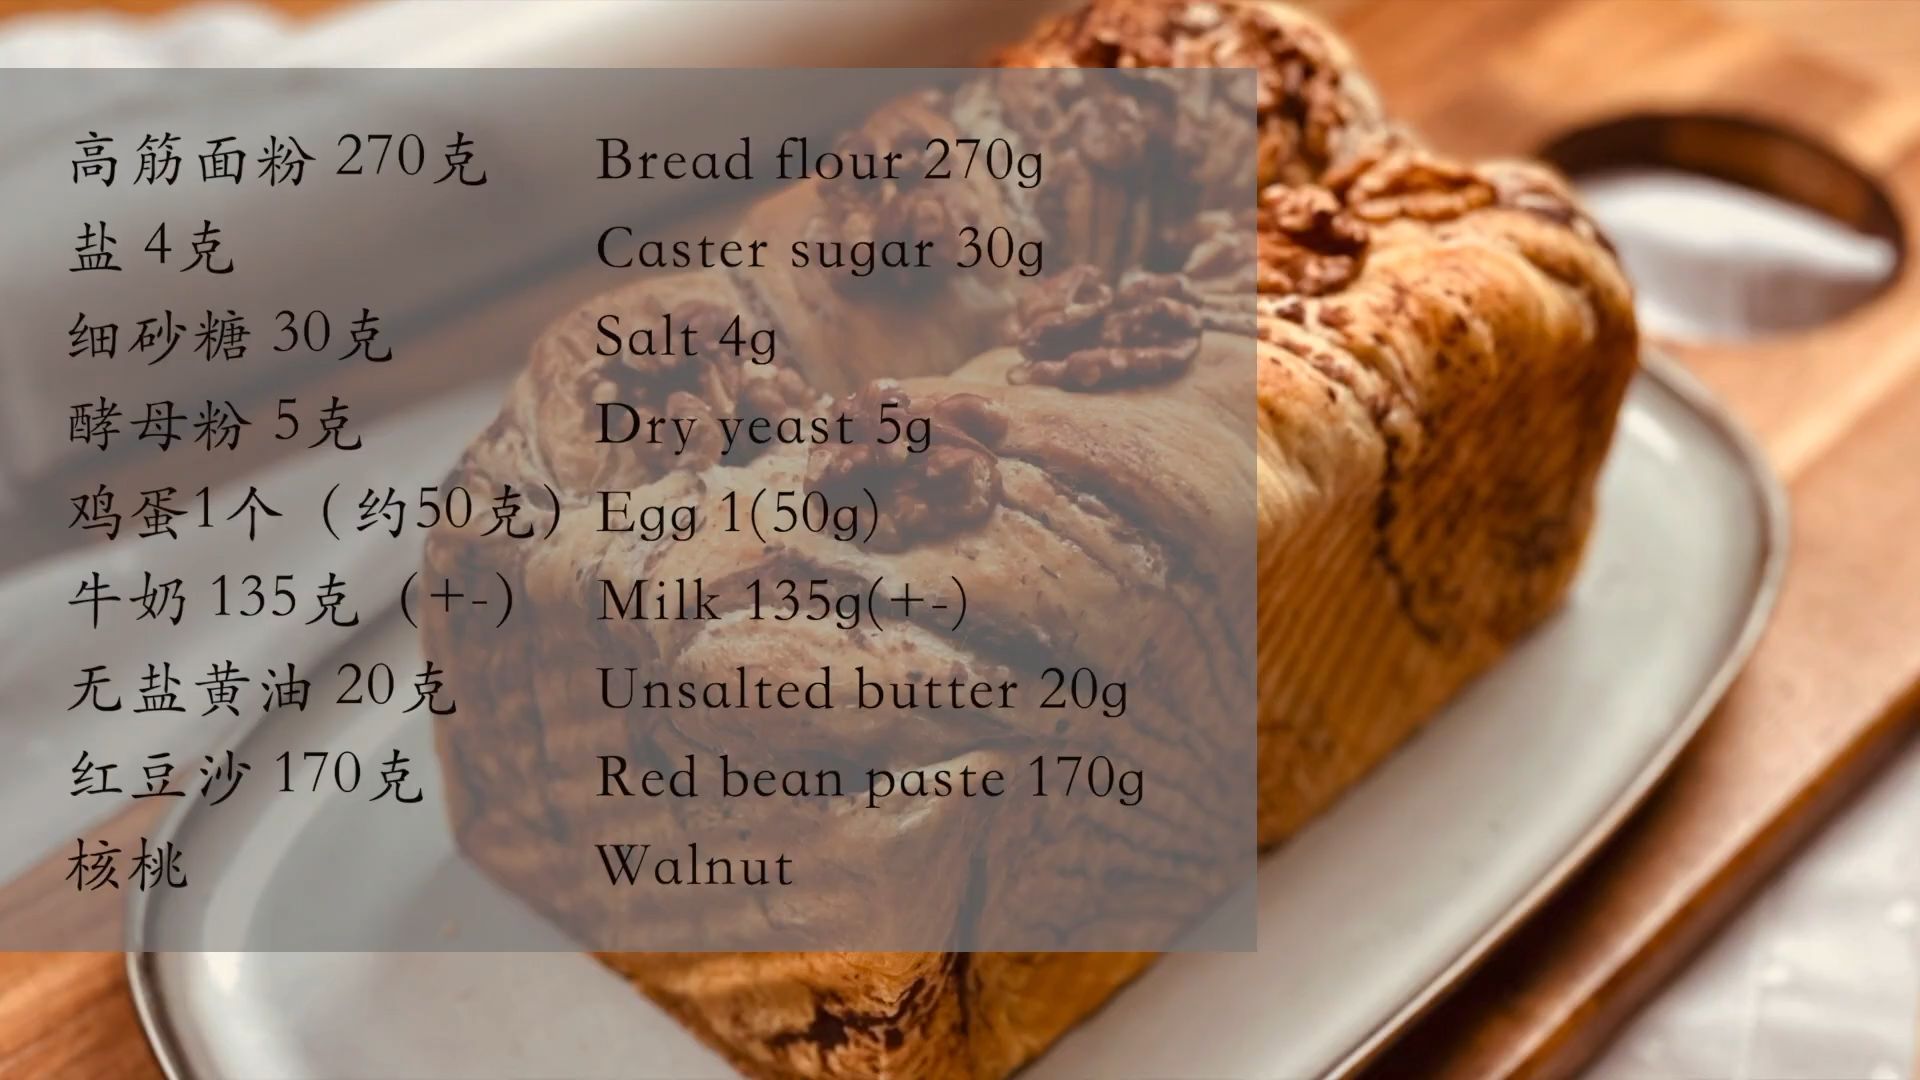 高筋面粉 270克
盐 4克
细砂糖 30克
酵母粉 5克
鸡蛋1个（约50克）
牛奶 135克（+-）
无盐黄油 20克
红豆沙 170克
核桃
Bread flour 270g
Caster sugar 30g
Salt 4g
Dry yeast 5g
Egg 1(50g)
Milk 135g(+-)
Unsalted butter 20g
Red bean paste 170g
Walnut